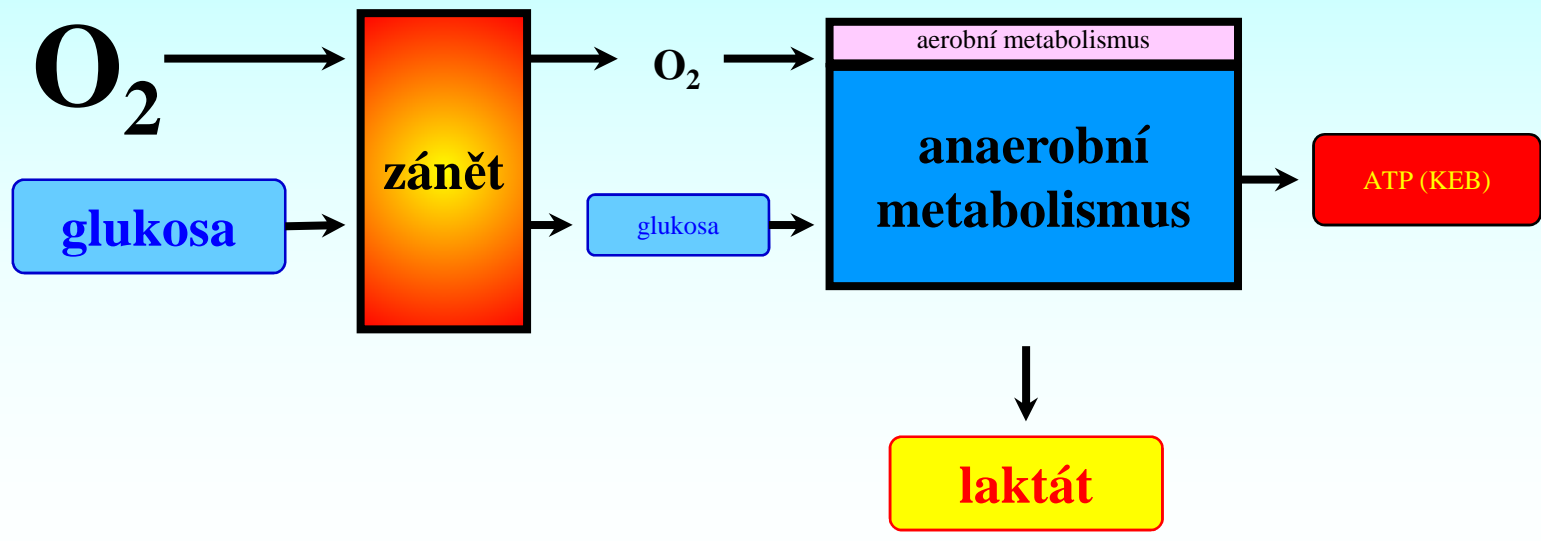 O₂
glukosa
zánět
O₂
glukosa
aerobní metabolismus
anaerobní
metabolismus
ATP (KEB)
laktát